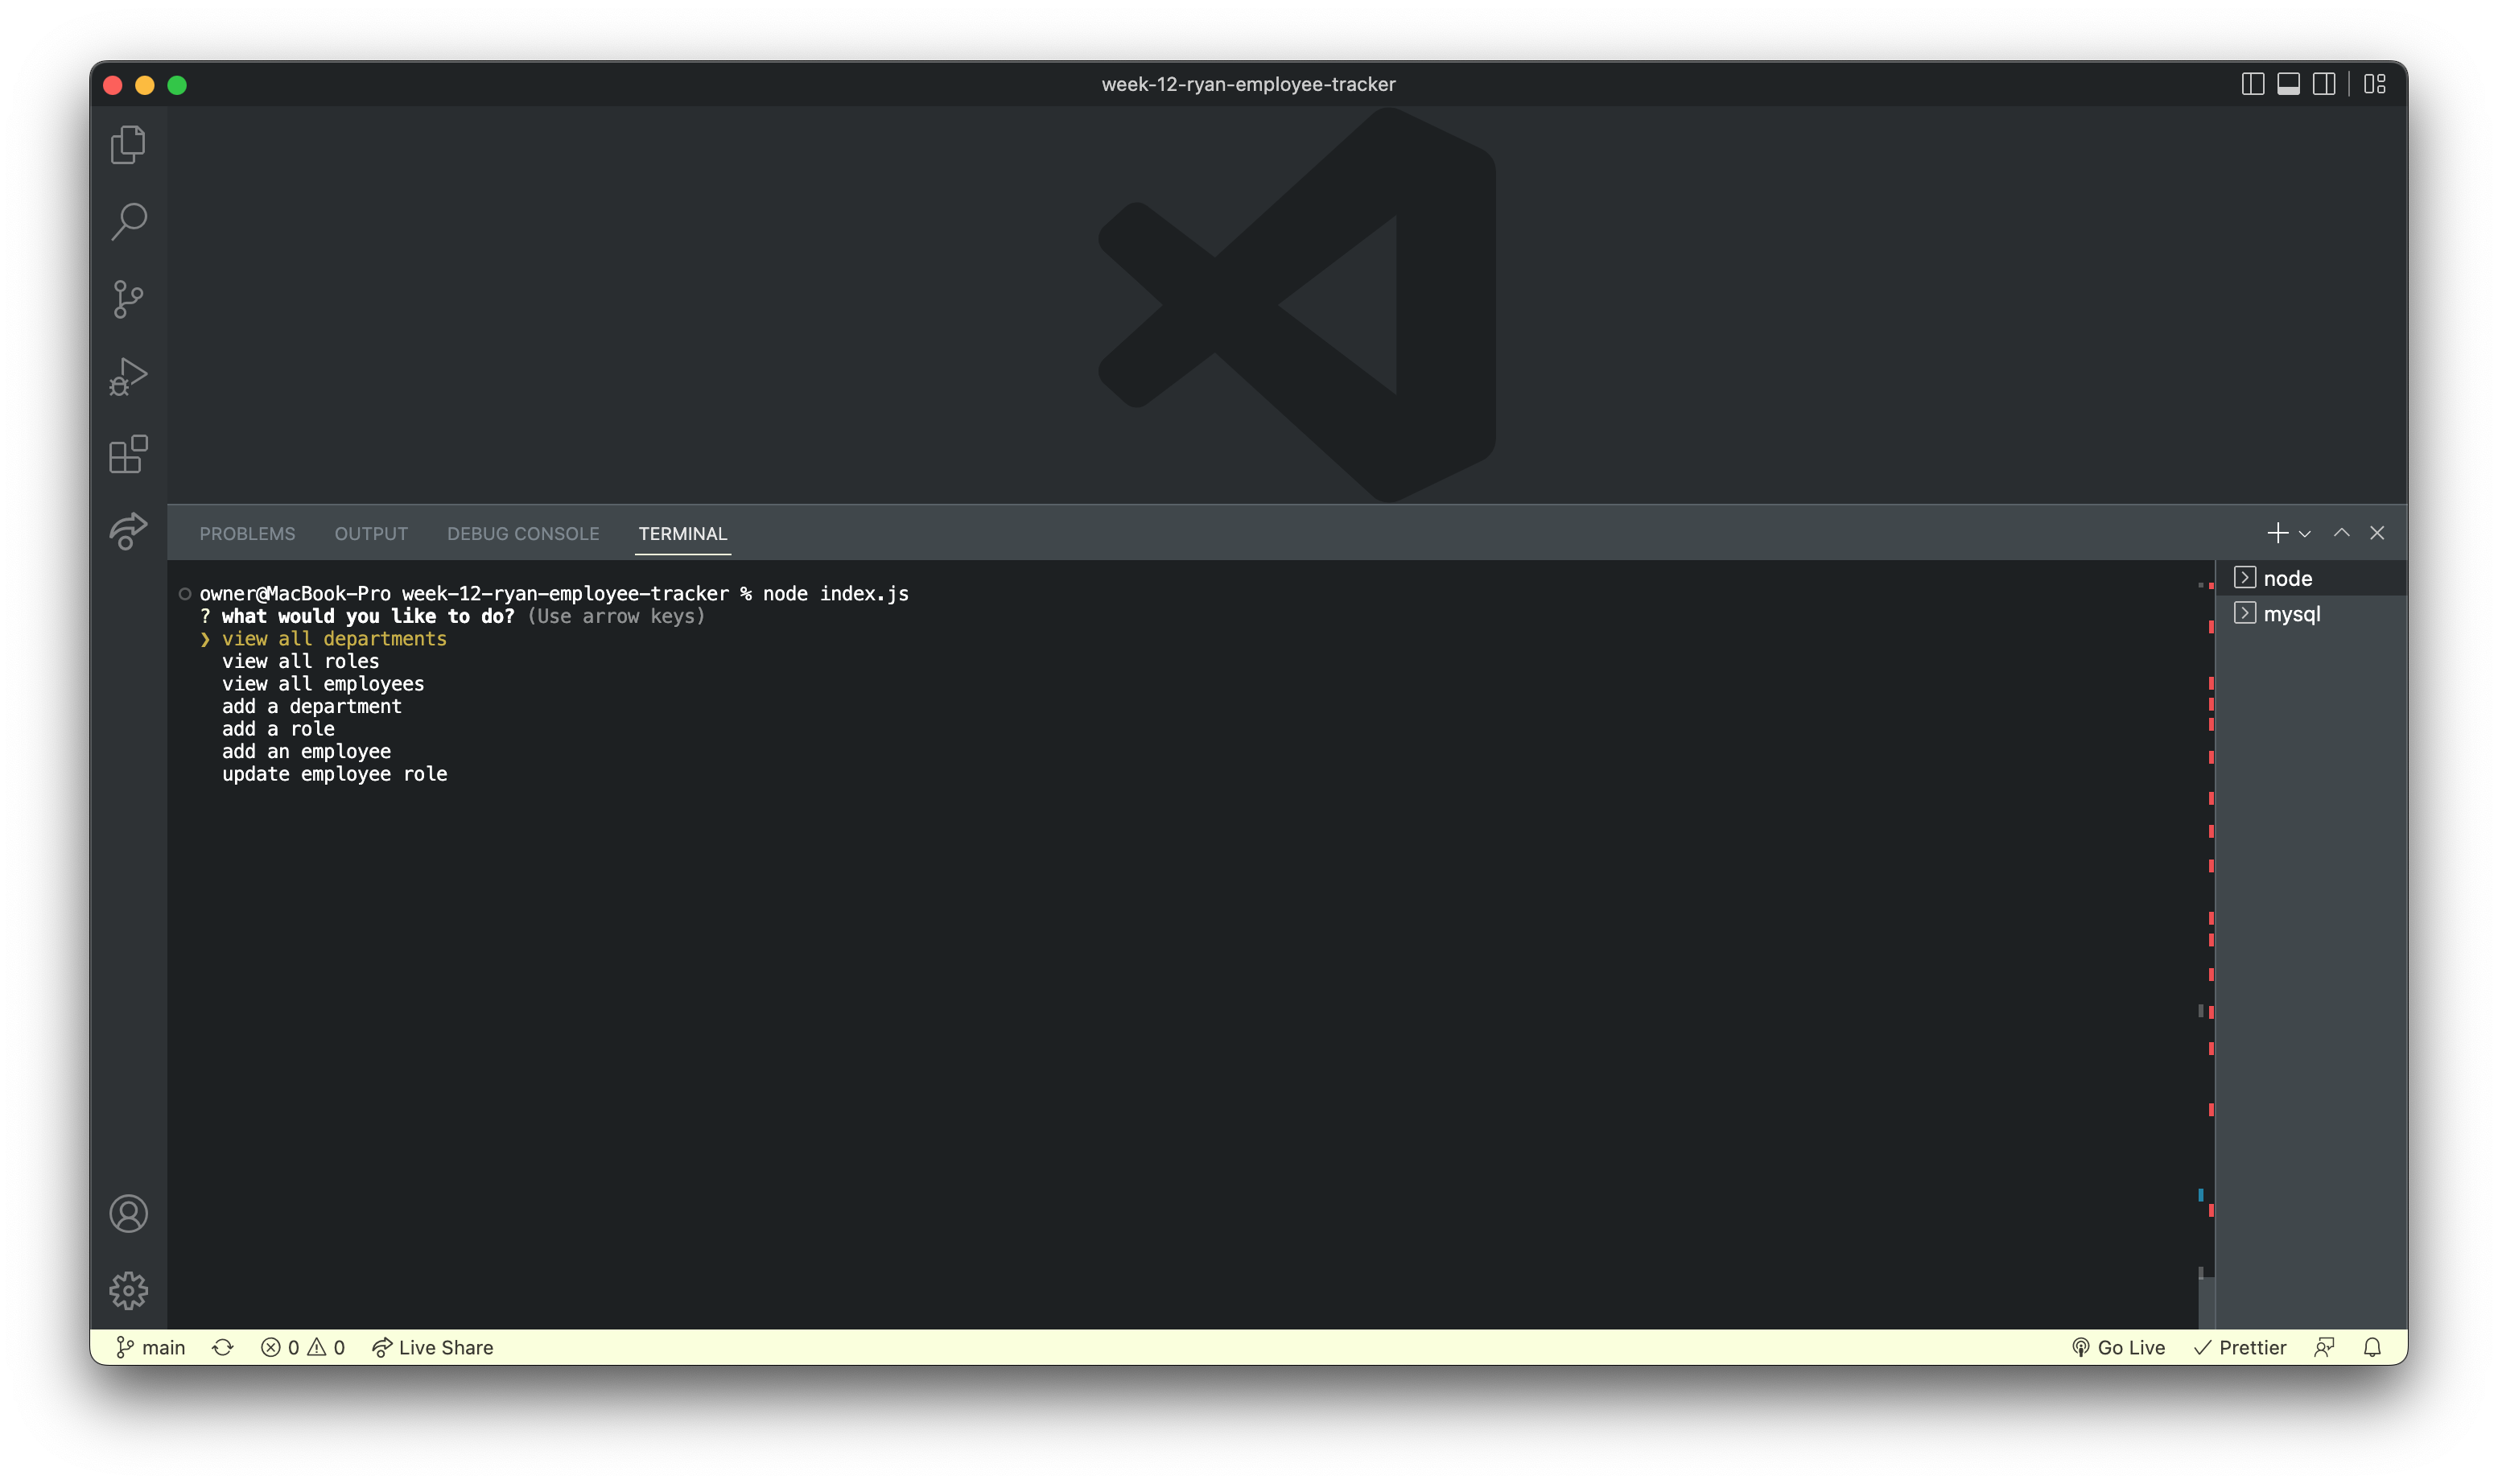 week-12-ryan-employee-tracker
PROBLEMS OUTPUT DEBUG CONSOLE TERMINAL
owner@MacBook-Pro week-12-ryan-employee-tracker % node index.js
? what would you like to do? (Use arrow keys)
❯ view all departments
view all roles
view all employees
add a department
add a role
add an employee
update employee role
node
mysql
main 0 0 Live Share Go Live Prettier